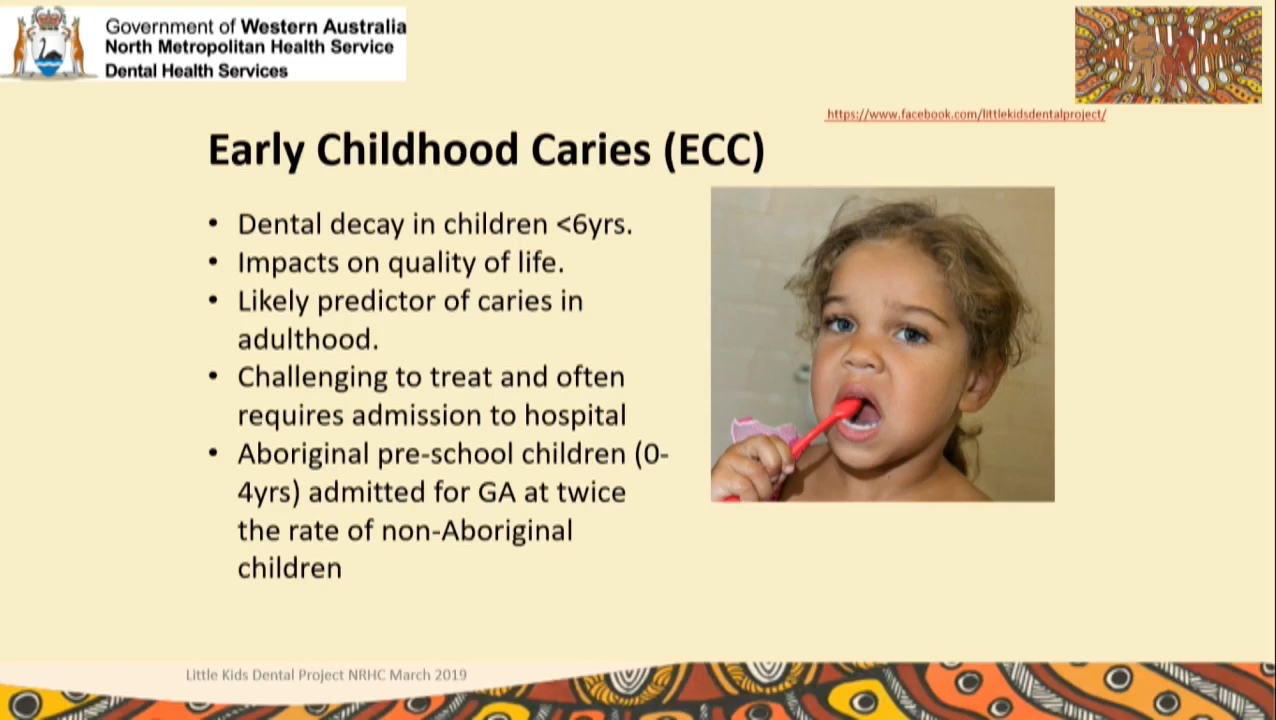 Government of Western Australia
North Metropolitan Health Service
Dental Health Services
https://www.facebook.com/littlekidsdentalproject/
Early Childhood Caries (ECC)
• Dental decay in children <6yrs.
• Impacts on quality of life.
• Likely predictor of caries in
adulthood.
• Challenging to treat and often
requires admission to hospital
• Aboriginal pre-school children (0-
4yrs) admitted for GA at twice
the rate of non-Aboriginal
children
Little Kids Dental Project NRHC March 2019